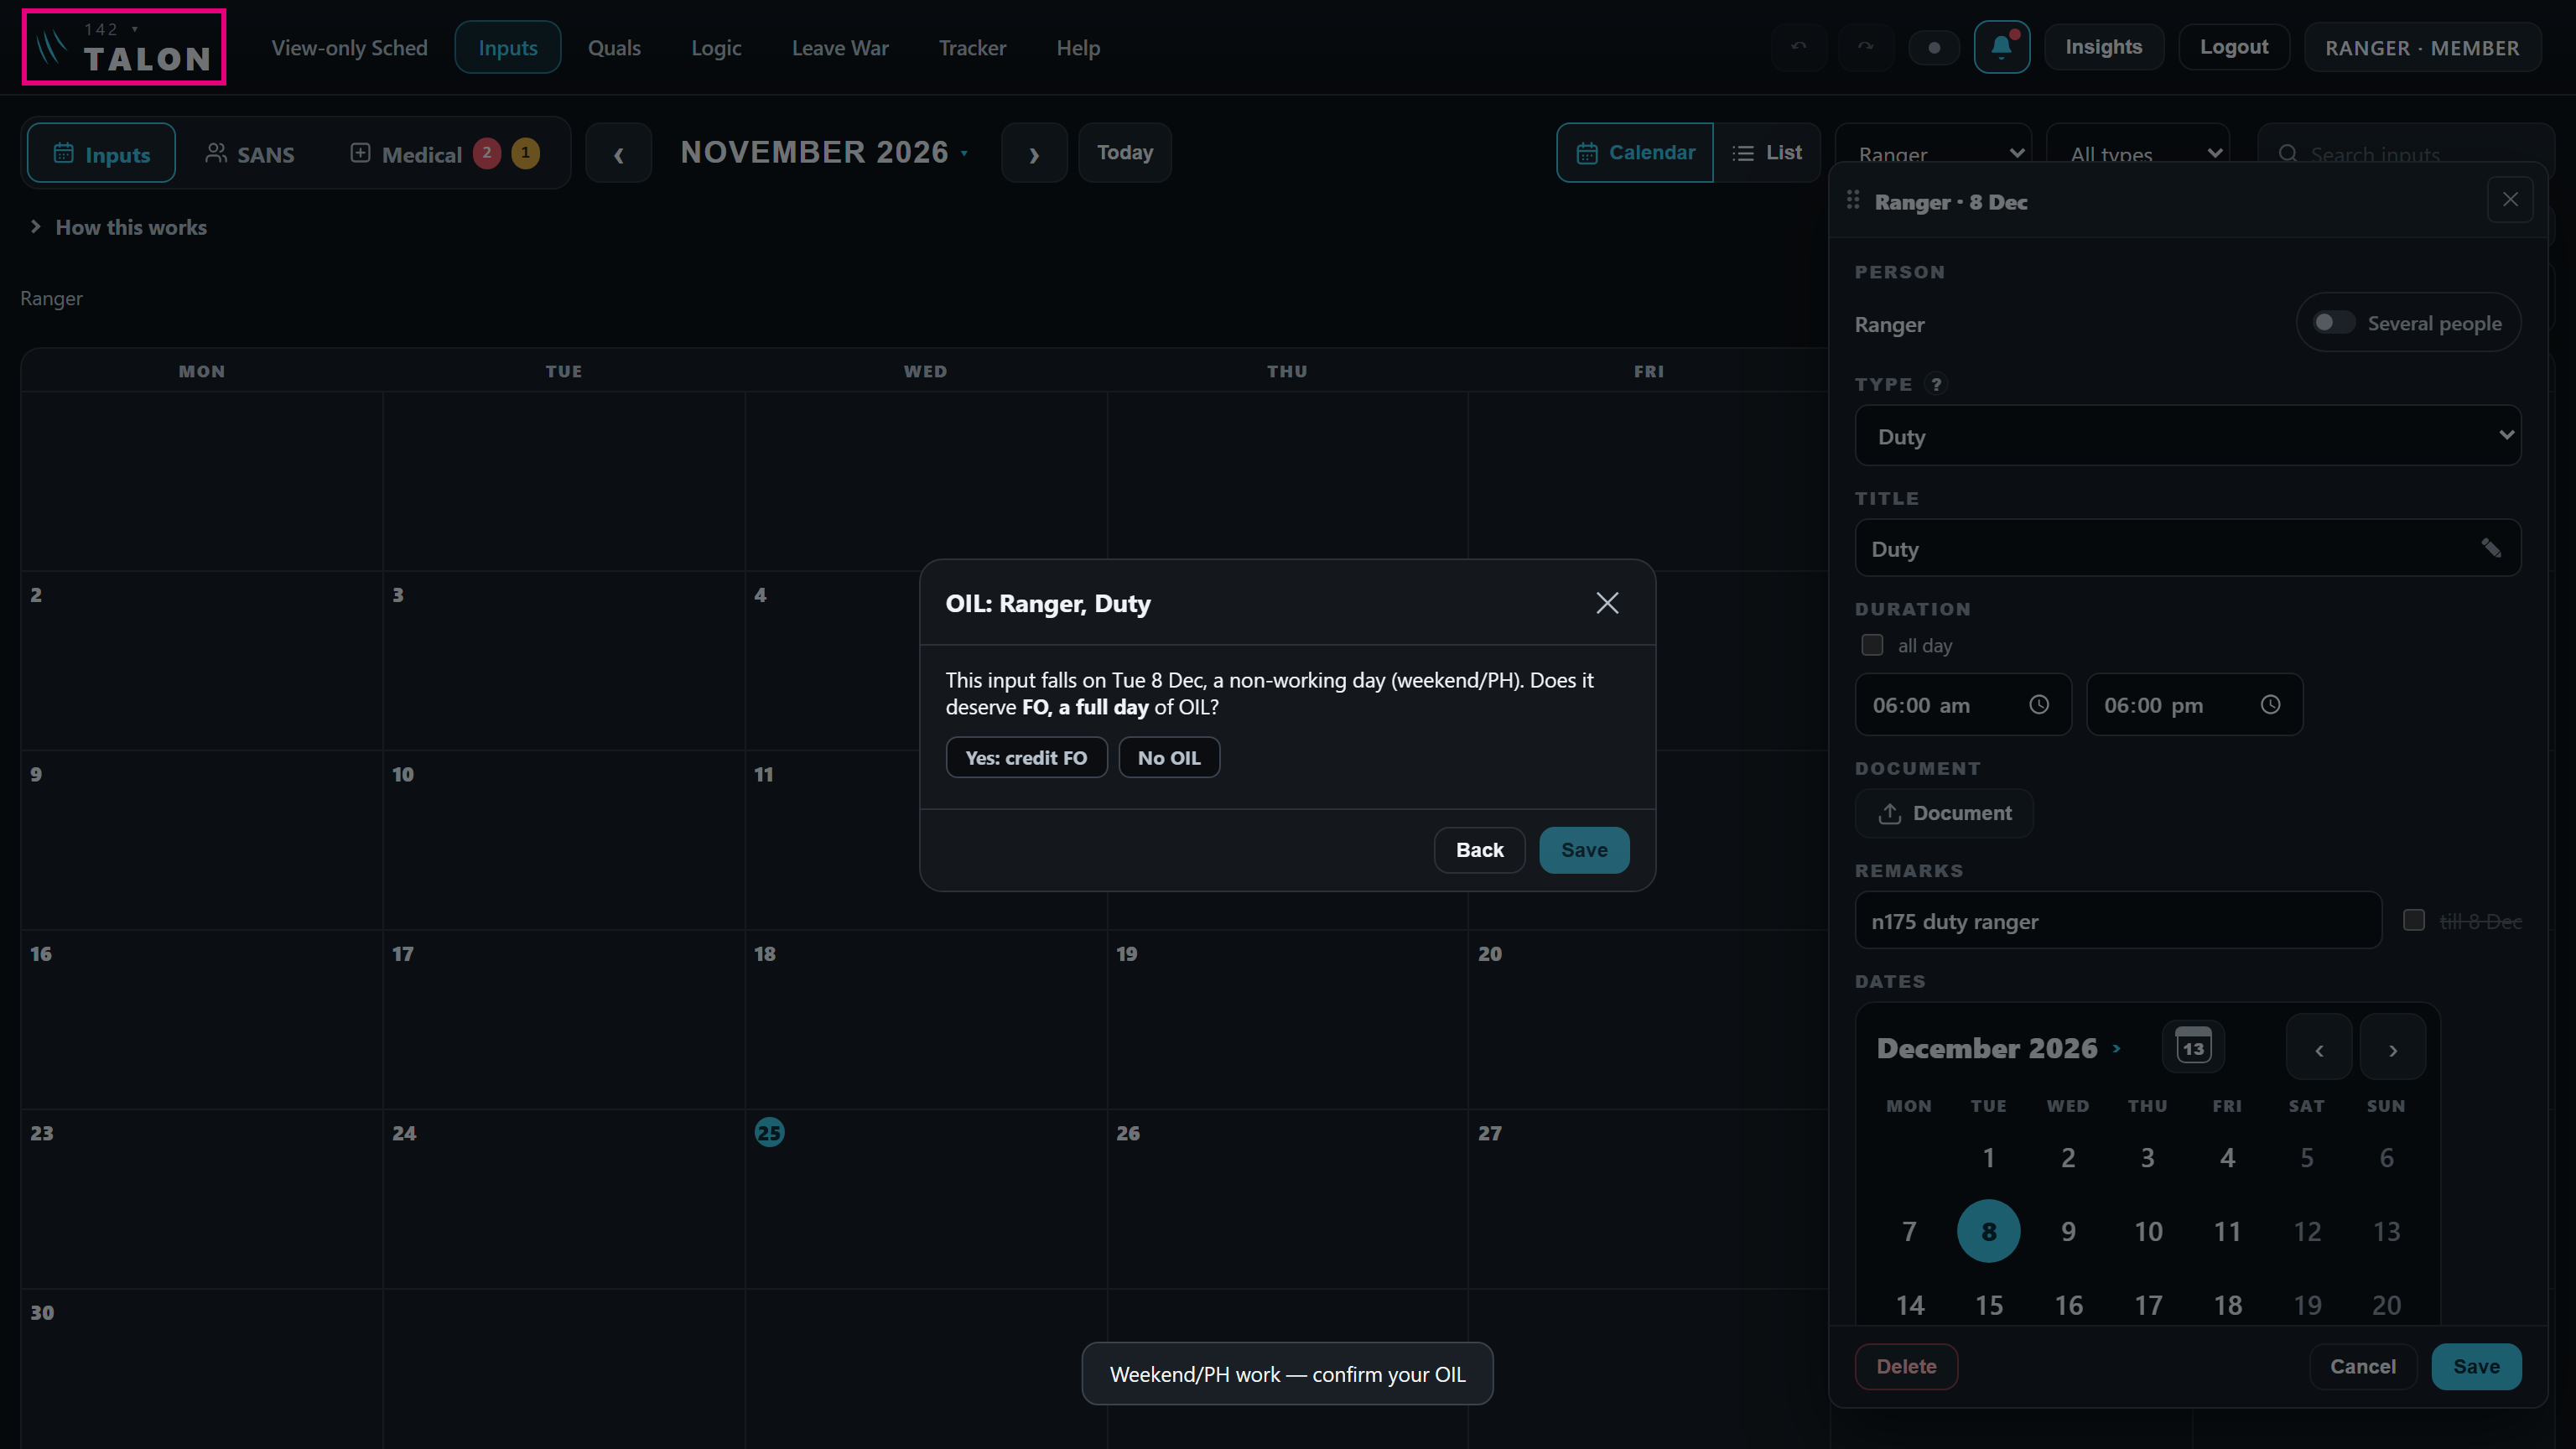 142 ▾
TALON
View-only Sched
Inputs
Quals
Logic
Leave War
Tracker
Help
Insights
Logout
RANGER · MEMBER
Inputs
SANS
Medical 2 1
‹
NOVEMBER 2026 ▾
›
Today
Calendar
List
Ranger
All types
Search inputs
How this works
Ranger
MON TUE WED THU FRI
2 3 4
9 10 11
16 17 18 19 20
23 24 25 26 27
30
OIL: Ranger, Duty
This input falls on Tue 8 Dec, a non-working day (weekend/PH). Does it
deserve FO, a full day of OIL?
Yes: credit FO
No OIL
Back
Save
Weekend/PH work — confirm your OIL
Ranger · 8 Dec
PERSON
Ranger
Several people
TYPE ?
Duty
TITLE
Duty
DURATION
all day
06:00 am
06:00 pm
DOCUMENT
Document
REMARKS
n175 duty ranger
till 8 Dec
DATES
December 2026 ›
13
‹ ›
MON TUE WED THU FRI SAT SUN
1 2 3 4 5 6
7 8 9 10 11 12 13
14 15 16 17 18 19 20
Delete
Cancel
Save